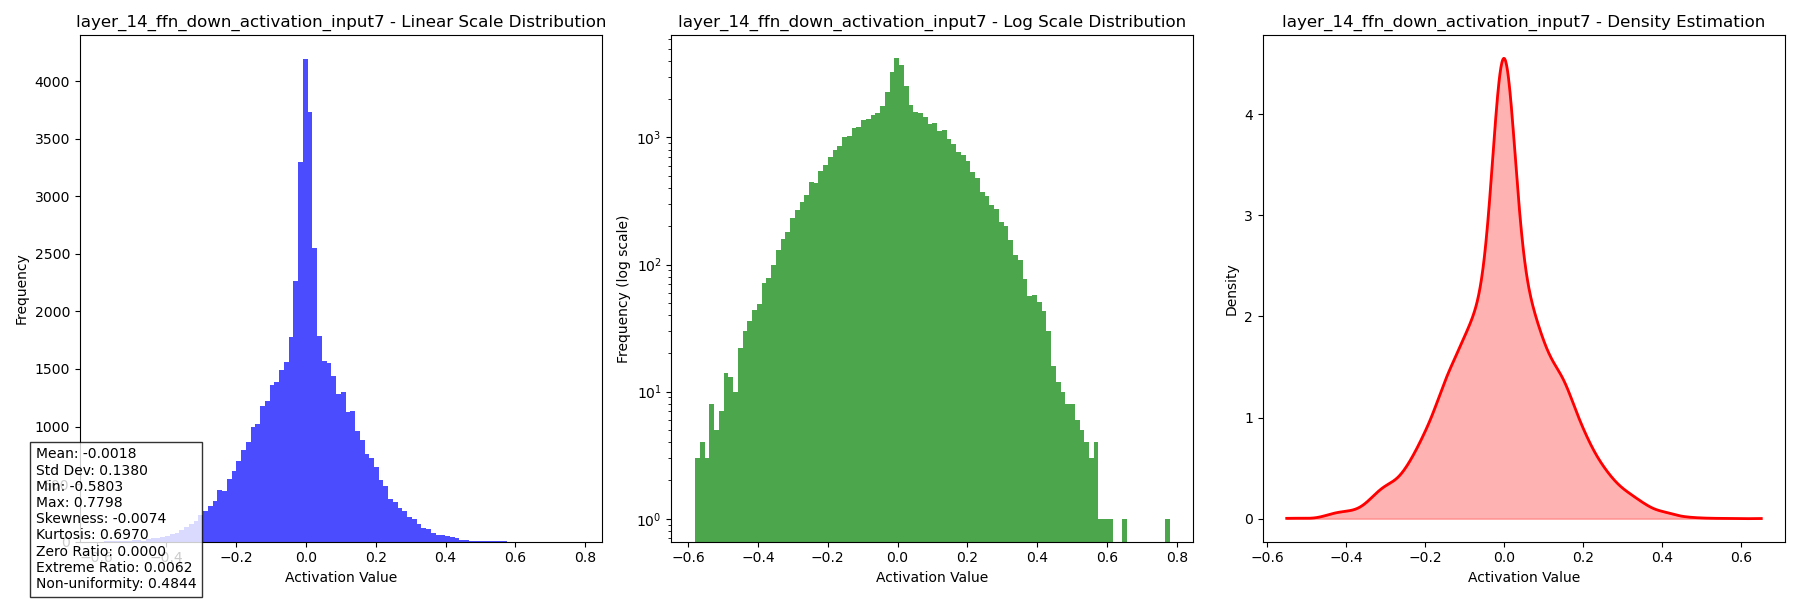 layer_14_ffn_down_activation_input7 - Linear Scale Distribution
4000
3500
3000
2500
2000
1500
1000
0
Frequency
−0.4
−0.2
0.0
0.2
0.4
0.6
0.8
Activation Value
Mean: -0.0018
Std Dev: 0.1380
Min: -0.5803
Max: 0.7798
Skewness: -0.0074
Kurtosis: 0.6970
Zero Ratio: 0.0000
Extreme Ratio: 0.0062
Non-uniformity: 0.4844
layer_14_ffn_down_activation_input7 - Log Scale Distribution
10³
10²
10¹
10⁰
Frequency (log scale)
−0.6
−0.4
−0.2
0.0
0.2
0.4
0.6
0.8
Activation Value
layer_14_ffn_down_activation_input7 - Density Estimation
4
3
2
1
0
Density
−0.6
−0.4
−0.2
0.0
0.2
0.4
0.6
Activation Value